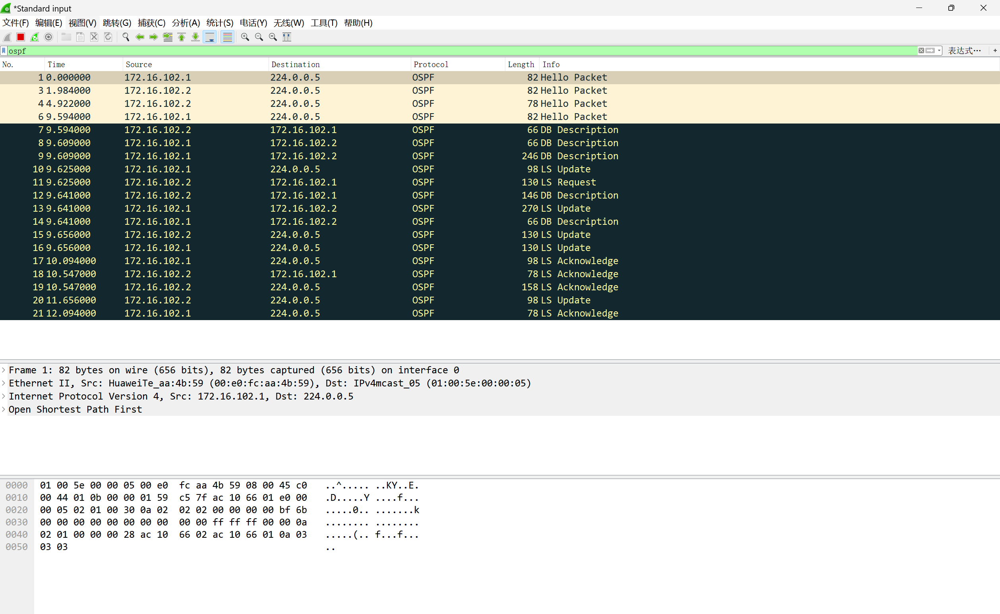 *Standard input
文件(F) 编辑(E) 视图(V) 跳转(G) 捕获(C) 分析(A) 统计(S) 电话(Y) 无线(W) 工具(T) 帮助(H)
ospf 表达式… +
No. Time Source Destination Protocol Length Info
1 0.000000 172.16.102.1 224.0.0.5 OSPF 82 Hello Packet
3 1.984000 172.16.102.2 224.0.0.5 OSPF 82 Hello Packet
4 4.922000 172.16.102.2 224.0.0.5 OSPF 78 Hello Packet
6 9.594000 172.16.102.1 224.0.0.5 OSPF 82 Hello Packet
7 9.594000 172.16.102.2 172.16.102.1 OSPF 66 DB Description
8 9.609000 172.16.102.1 172.16.102.2 OSPF 66 DB Description
9 9.609000 172.16.102.1 172.16.102.2 OSPF 246 DB Description
10 9.625000 172.16.102.1 224.0.0.5 OSPF 98 LS Update
11 9.625000 172.16.102.2 172.16.102.1 OSPF 130 LS Request
12 9.641000 172.16.102.2 172.16.102.1 OSPF 146 DB Description
13 9.641000 172.16.102.1 172.16.102.2 OSPF 270 LS Update
14 9.641000 172.16.102.1 172.16.102.2 OSPF 66 DB Description
15 9.656000 172.16.102.2 224.0.0.5 OSPF 130 LS Update
16 9.656000 172.16.102.1 224.0.0.5 OSPF 130 LS Update
17 10.094000 172.16.102.1 224.0.0.5 OSPF 98 LS Acknowledge
18 10.547000 172.16.102.2 172.16.102.1 OSPF 78 LS Acknowledge
19 10.547000 172.16.102.2 224.0.0.5 OSPF 158 LS Acknowledge
20 11.656000 172.16.102.2 224.0.0.5 OSPF 98 LS Update
21 12.094000 172.16.102.1 224.0.0.5 OSPF 78 LS Acknowledge
Frame 1: 82 bytes on wire (656 bits), 82 bytes captured (656 bits) on interface 0
Ethernet II, Src: HuaweiTe_aa:4b:59 (00:e0:fc:aa:4b:59), Dst: IPv4mcast_05 (01:00:5e:00:00:05)
Internet Protocol Version 4, Src: 172.16.102.1, Dst: 224.0.0.5
Open Shortest Path First
0000 01 00 5e 00 00 05 00 e0 fc aa 4b 59 08 00 45 c0 ..^..... ..KY..E.
0010 00 44 01 0b 00 00 01 59 c5 7f ac 10 66 01 e0 00 .D.....Y ....f...
0020 00 05 02 01 00 30 0a 02 02 02 00 00 00 00 bf 6b .....0.. .......k
0030 00 00 00 00 00 00 00 00 00 00 ff ff ff 00 00 0a ........ ........
0040 02 01 00 00 00 28 ac 10 66 02 ac 10 66 01 0a 03 .....(.. f...f...
0050 03 03 ..